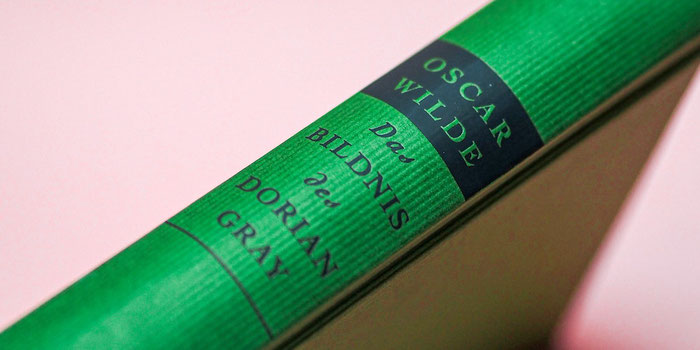 OSCAR
WILDE
Das
BILDNIS
des
DORIAN
GRAY